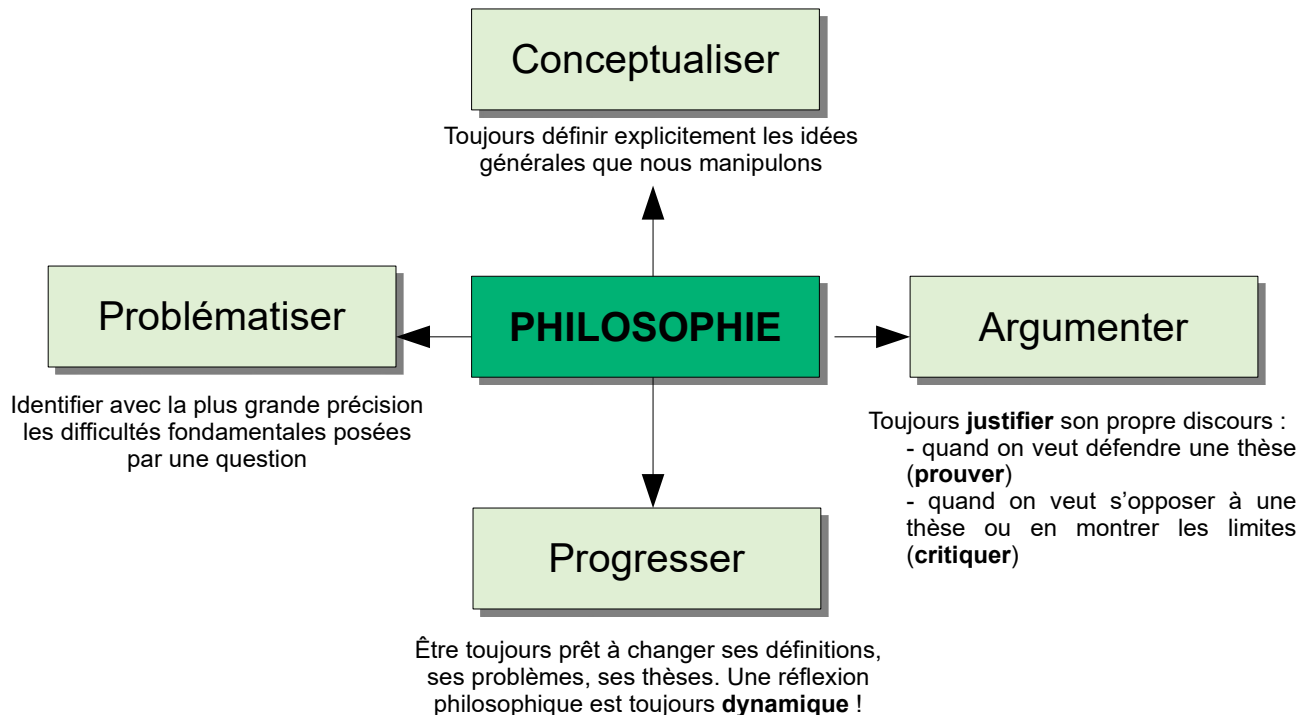 Conceptualiser
Toujours définir explicitement les idées
générales que nous manipulons
Problématiser
Identifier avec la plus grande précision
les difficultés fondamentales posées
par une question
PHILOSOPHIE
Argumenter
Toujours justifier son propre discours :
- quand on veut défendre une thèse
(prouver)
- quand on veut s’opposer à une
thèse ou en montrer les limites
(critiquer)
Progresser
Être toujours prêt à changer ses définitions,
ses problèmes, ses thèses. Une réflexion
philosophique est toujours dynamique !